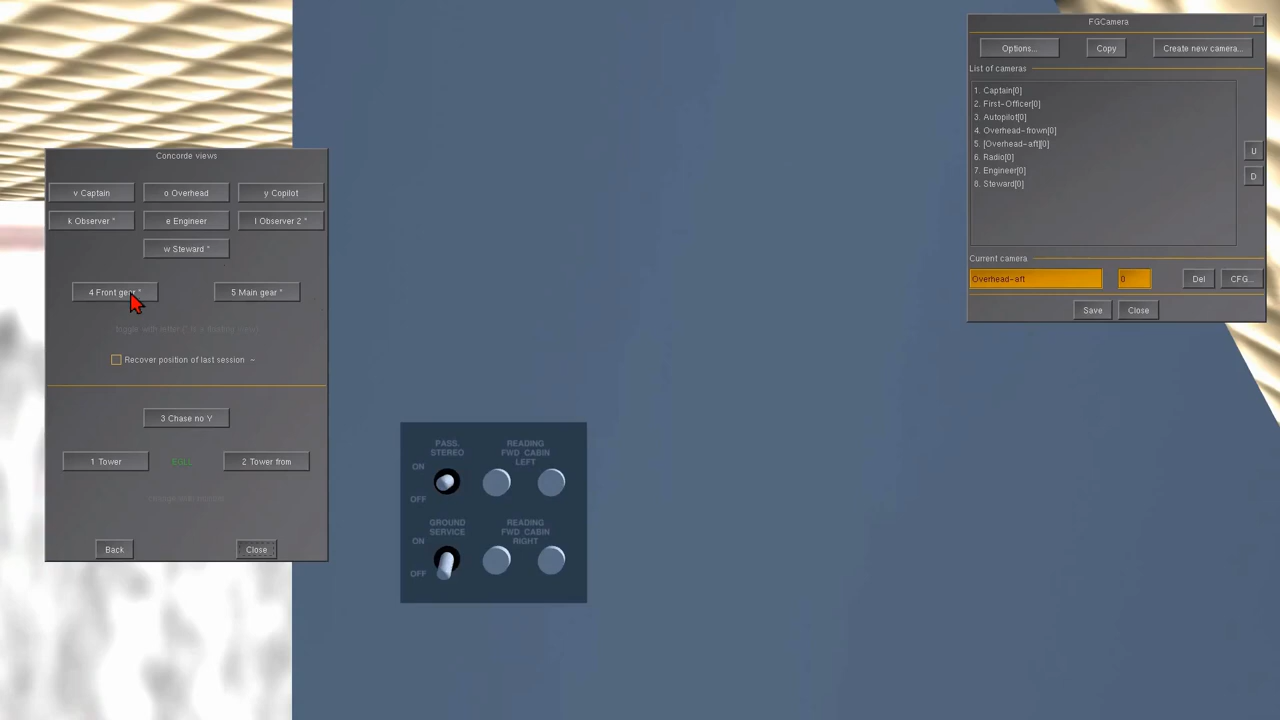 FGCamera
Options...
Copy
Create new camera...
List of cameras
1. Captain[0]
2. First-Officer[0]
3. Autopilot[0]
4. Overhead-frown[0]
5. [Overhead-aft][0]
6. Radio[0]
7. Engineer[0]
8. Steward[0]
U
D
Current camera
Overhead-aft
0
Del
CFG...
Save
Close
Concorde views
v Captain
o Overhead
y Copilot
k Observer *
e Engineer
l Observer 2 *
w Steward *
4 Front gear *
5 Main gear *
Recover position of last session ~
3 Chase no Y
1 Tower
EGLL
2 Tower from
Back
Close
PASS.
STEREO
ON
OFF
READING
FWD CABIN
LEFT
GROUND
SERVICE
ON
OFF
READING
FWD CABIN
RIGHT